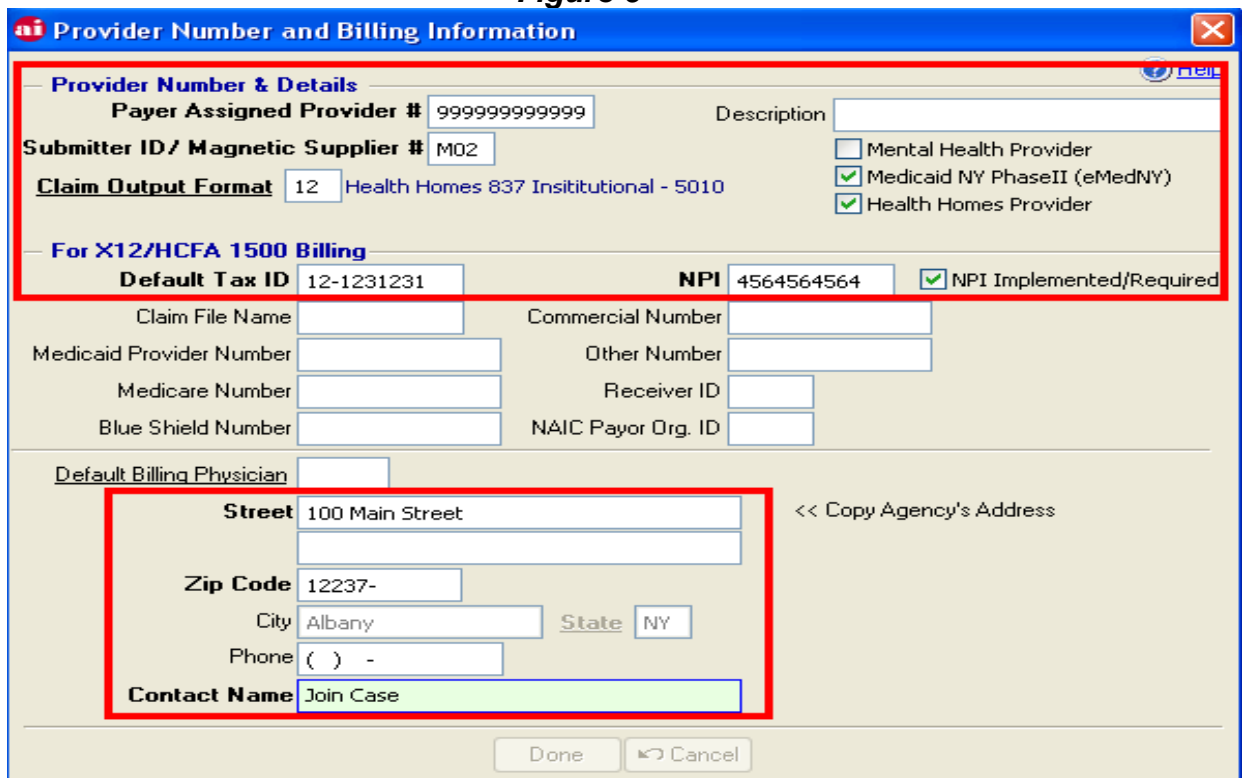 Figure 3
ai Provider Number and Billing Information
Help
Provider Number & Details
Payer Assigned Provider # 999999999999 Description
Submitter ID/ Magnetic Supplier # M02 Mental Health Provider
Claim Output Format 12 Health Homes 837 Insititutional - 5010 Medicaid NY PhaseII (eMedNY)
Health Homes Provider
For X12/HCFA 1500 Billing
Default Tax ID 12-1231231 NPI 4564564564 NPI Implemented/Required
Claim File Name Commercial Number
Medicaid Provider Number Other Number
Medicare Number Receiver ID
Blue Shield Number NAIC Payor Org. ID
Default Billing Physician
Street 100 Main Street << Copy Agency's Address
Zip Code 12237-
City Albany State NY
Phone ( ) -
Contact Name Join Case
Done Cancel